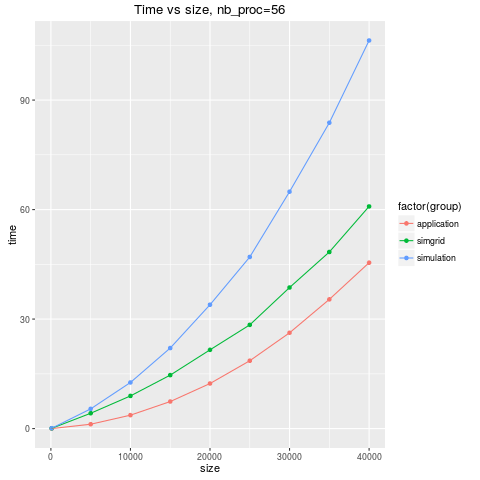 Time vs size, nb_proc=56
time
90
60
30
0
0 10000 20000 30000 40000
size
factor(group)
application
simgrid
simulation